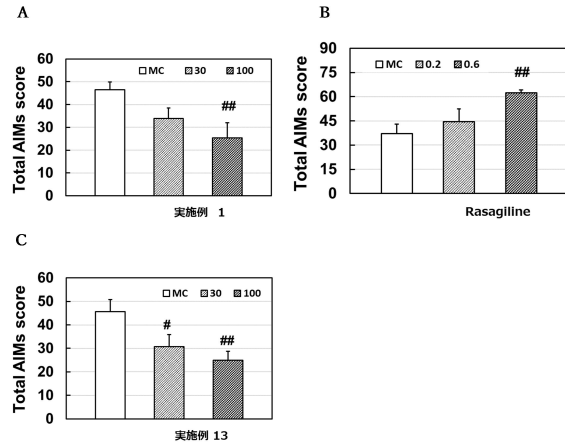 A
Total AIMs score
60
50
40
30
20
10
0
MC 30 100
##
実施例 1
B
Total AIMs score
90
75
60
45
30
15
0
MC 0.2 0.6
##
Rasagiline
C
Total AIMs score
60
50
40
30
20
10
0
MC 30 100
#
##
実施例 13